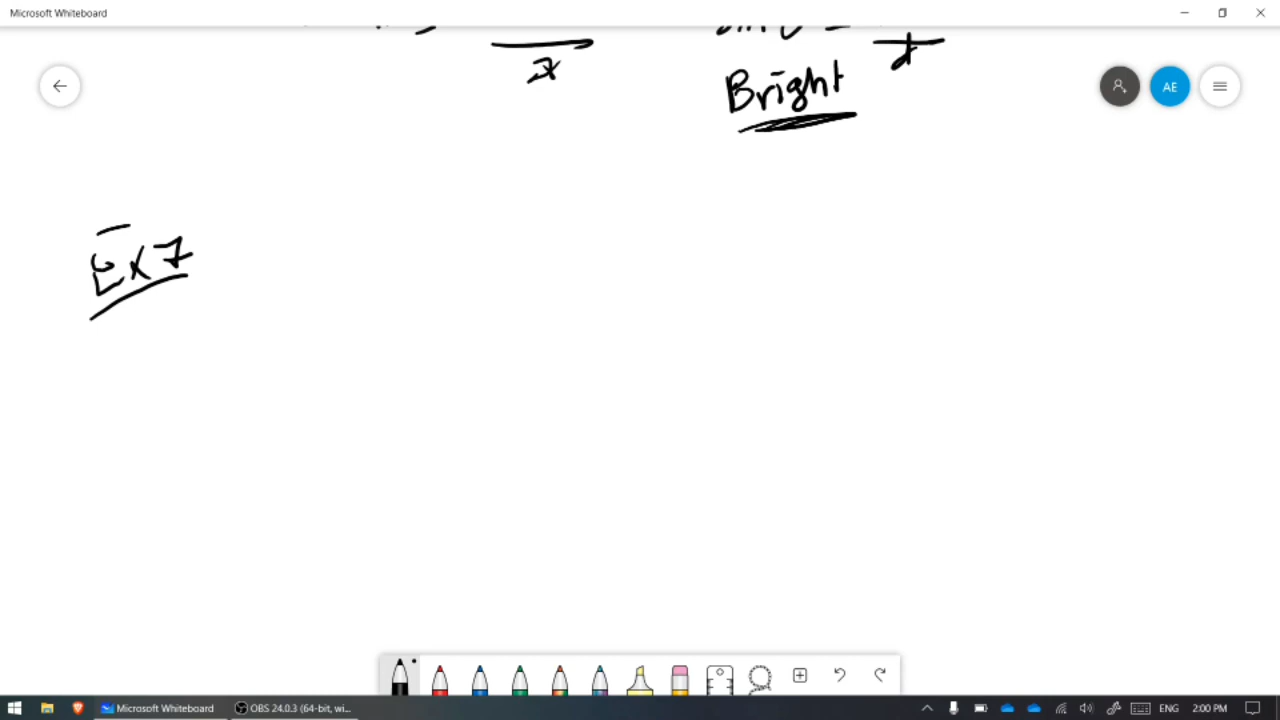 Microsoft Whiteboard
AE
Bright
Ex 7
Microsoft Whiteboard
OBS 24.0.3 (64-bit, wi...
ENG
2:00 PM